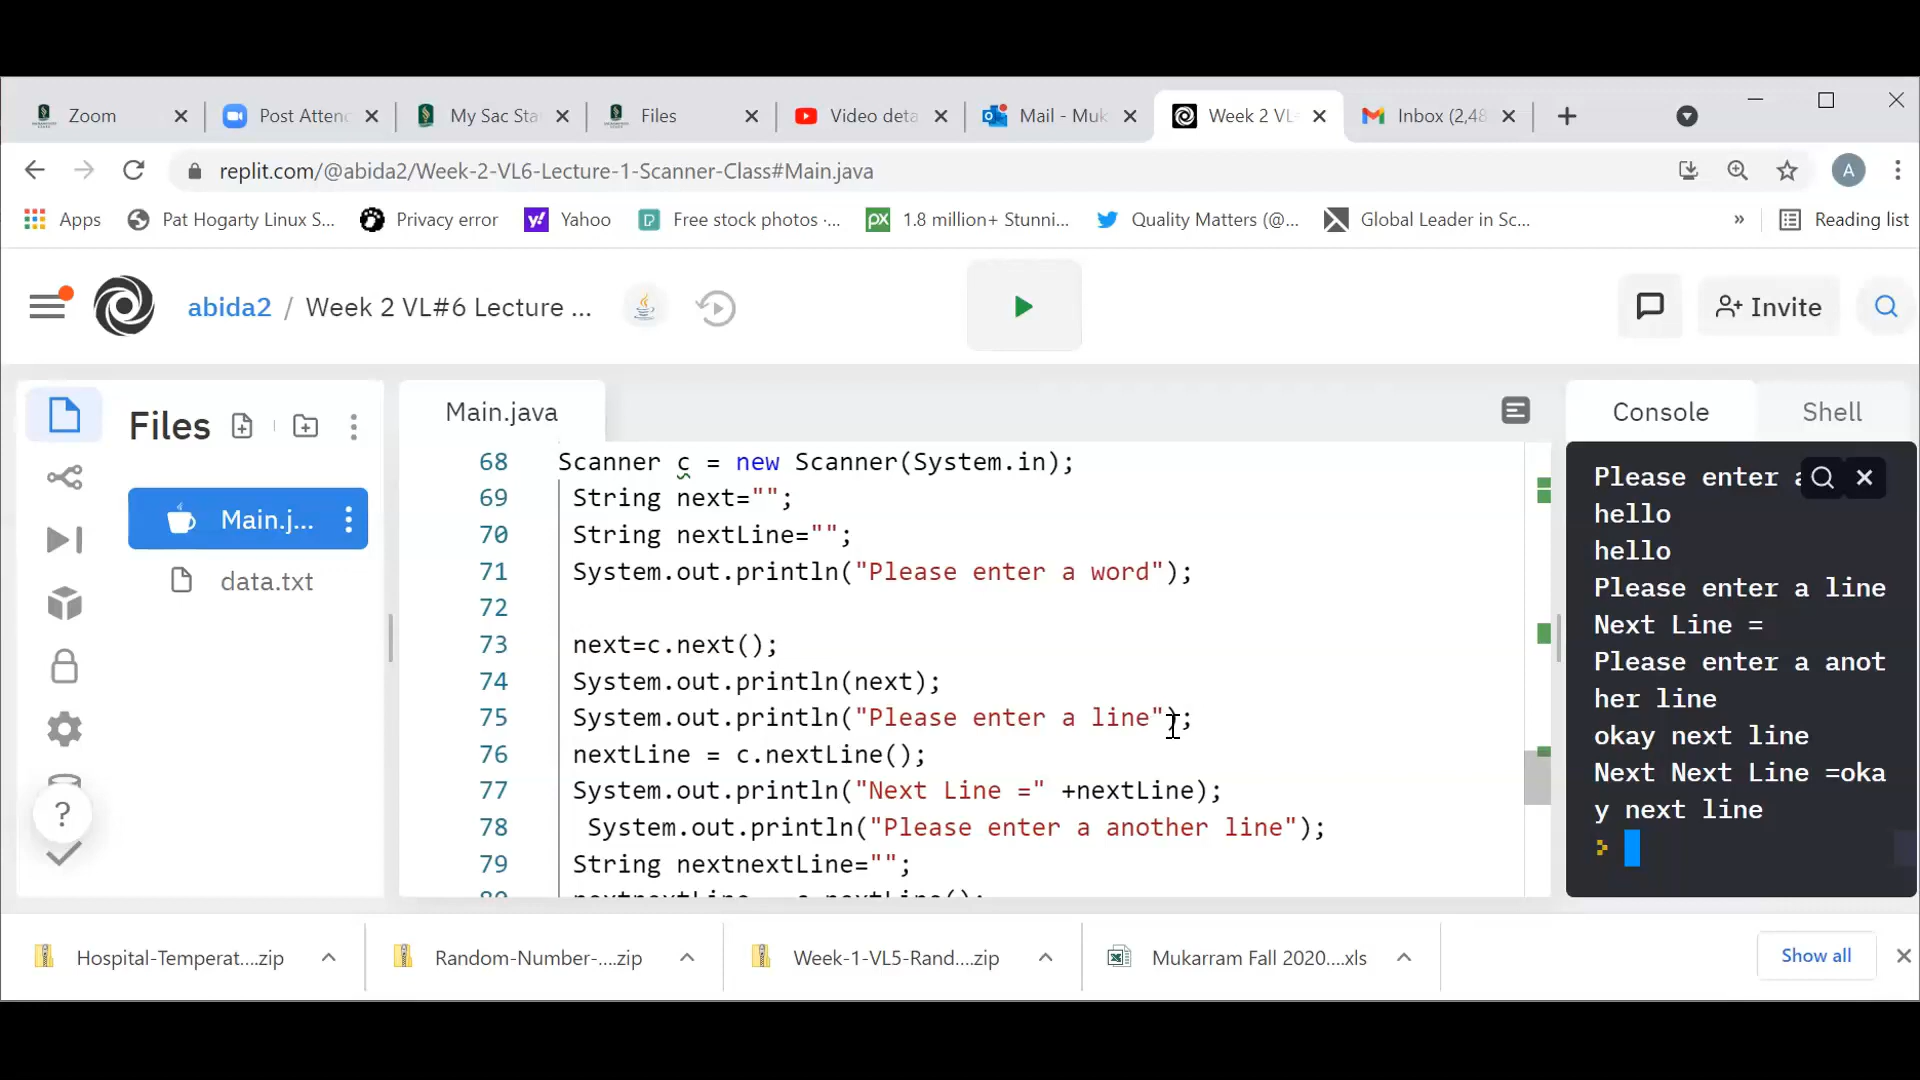 Zoom
Post Attend
My Sac Sta
Files
Video deta
Mail - Muk
Week 2 VL
Inbox (2,48
replit.com/@abida2/Week-2-VL6-Lecture-1-Scanner-Class#Main.java
A
Apps
Pat Hogarty Linux S...
Privacy error
Yahoo
Free stock photos ·...
px
1.8 million+ Stunni...
Quality Matters (@...
Global Leader in Sc...
»
Reading list
abida2 / Week 2 VL#6 Lecture ...
Invite
Files
Main.java
Console
Shell
Main.j...
data.txt
?
68 Scanner c = new Scanner(System.in);
69 String next="";
70 String nextLine="";
71 System.out.println("Please enter a word");
72
73 next=c.next();
74 System.out.println(next);
75 System.out.println("Please enter a line");
76 nextLine = c.nextLine();
77 System.out.println("Next Line =" +nextLine);
78 System.out.println("Please enter a another line");
79 String nextnextLine="";
Please enter a
hello
hello
Please enter a line
Next Line =
Please enter a anot
her line
okay next line
Next Next Line =oka
y next line
Hospital-Temperat....zip
Random-Number-....zip
Week-1-VL5-Rand....zip
Mukarram Fall 2020....xls
Show all